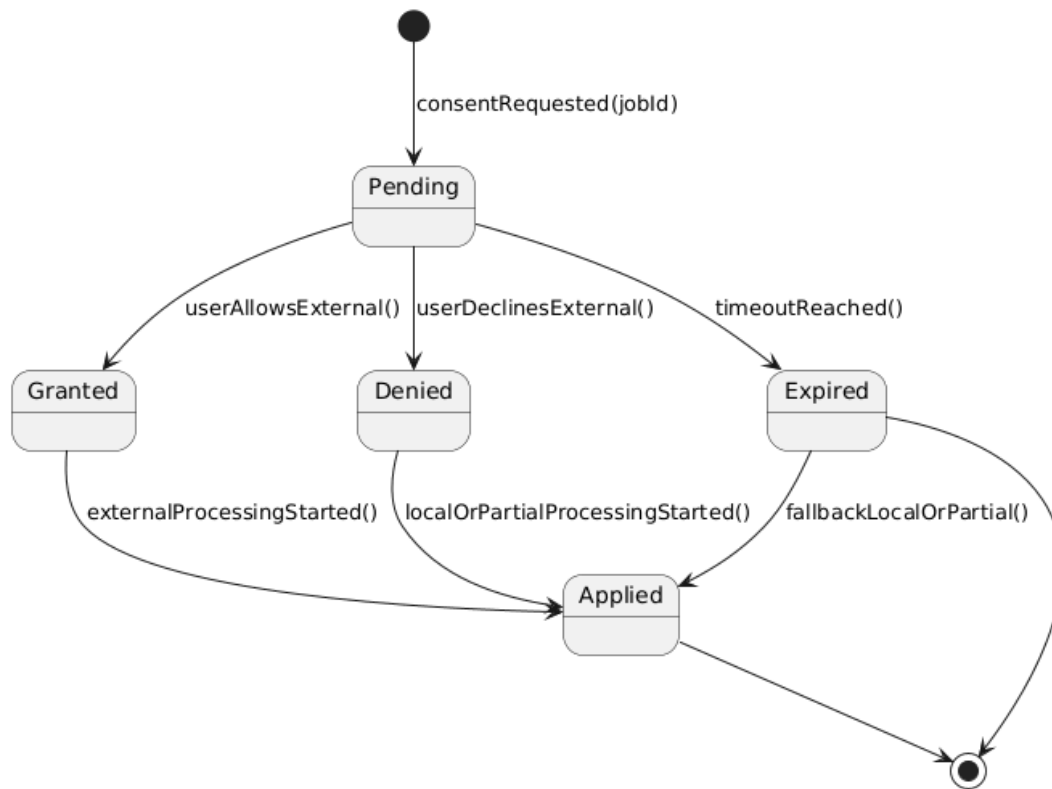 consentRequested(jobId)
Pending
userAllowsExternal()
userDeclinesExternal()
timeoutReached()
Granted
Denied
Expired
externalProcessingStarted()
localOrPartialProcessingStarted()
fallbackLocalOrPartial()
Applied